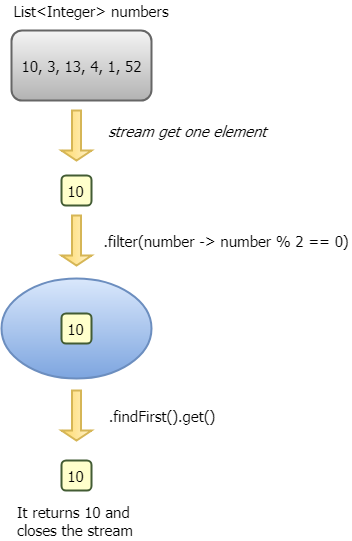 List<Integer> numbers
10, 3, 13, 4, 1, 52
stream get one element
10
.filter(number -> number % 2 == 0)
10
.findFirst().get()
10
It returns 10 and
closes the stream